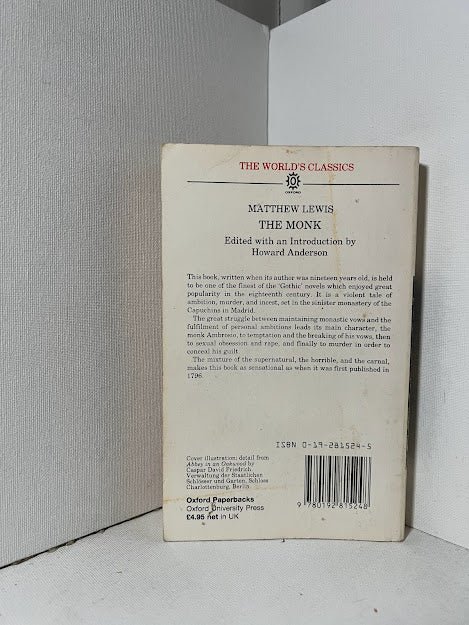 THE WORLD'S CLASSICS
OXFORD
MATTHEW LEWIS
THE MONK
Edited with an Introduction by
Howard Anderson
This book, written when its author was nineteen years old, is held
to be one of the finest of the 'Gothic' novels which enjoyed great
popularity in the eighteenth century. It is a violent tale of
ambition, murder, and incest, set in the sinister monastery of the
Capuchins in Madrid.
The great struggle between maintaining monastic vows and the
fulfilment of personal ambitions leads its main character, the
monk Ambrosio, to temptation and the breaking of his vows, then
to sexual obsession and rape, and finally to murder in order to
conceal his guilt
The mixture of the supernatural, the horrible, and the carnal,
makes this book as sensational as when it was first published in
1796.
ISBN 0-19-281524-5
Cover illustration: detail from
Abbey in an Oakwood by
Caspar David Friedrich.
Verwaltung der Staatlichen
Schlösser und Garten, Schloss
Charlottenburg, Berlin.
Oxford Paperbacks
Oxford University Press
£4.95 net in UK
9 780192 815248